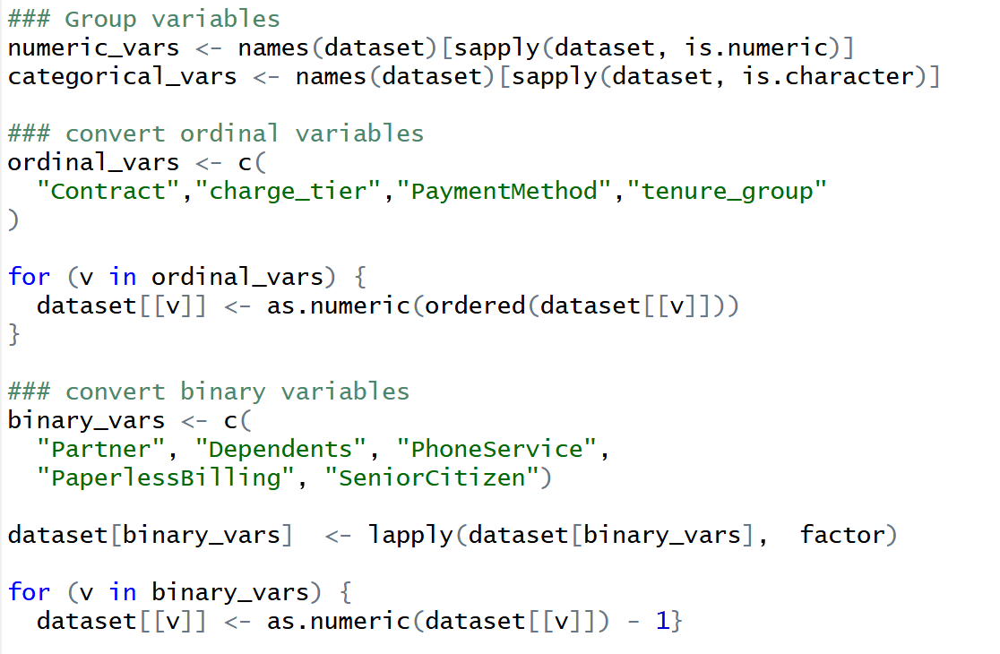 ### Group variables
numeric_vars <- names(dataset)[sapply(dataset, is.numeric)]
categorical_vars <- names(dataset)[sapply(dataset, is.character)]
### convert ordinal variables
ordinal_vars <- c(
  "Contract","charge_tier","PaymentMethod","tenure_group"
)
for (v in ordinal_vars) {
  dataset[[v]] <- as.numeric(ordered(dataset[[v]]))
}
### convert binary variables
binary_vars <- c(
  "Partner", "Dependents", "PhoneService",
  "PaperlessBilling", "SeniorCitizen")
dataset[binary_vars]  <- lapply(dataset[binary_vars],  factor)
for (v in binary_vars) {
  dataset[[v]] <- as.numeric(dataset[[v]]) - 1}